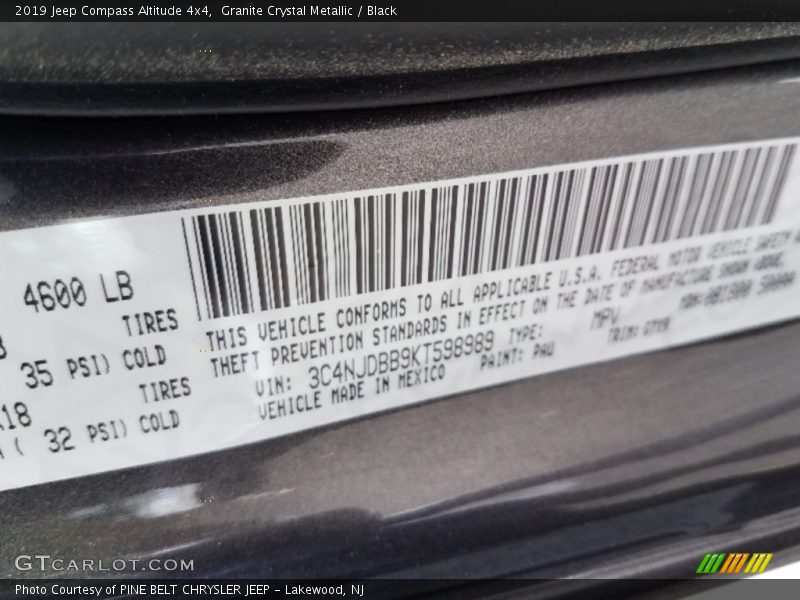 2019 Jeep Compass Altitude 4x4,  Granite Crystal Metallic / Black
4600 LB
TIRES
35 PSI) COLD
TIRES
( 32 PSI) COLD
THIS VEHICLE CONFORMS TO ALL APPLICABLE U.S.A. FEDERAL MOTOR VEHICLE SAFETY
THEFT PREVENTION STANDARDS IN EFFECT ON THE DATE OF MANUFACTURE SHOWN ABOVE.
VIN: 3C4NJDBB9KT598989 TYPE: MPV
VEHICLE MADE IN MEXICO PAINT: PAU TRIM:
GTCARLOT.COM
Photo Courtesy of PINE BELT CHRYSLER JEEP – Lakewood, NJ